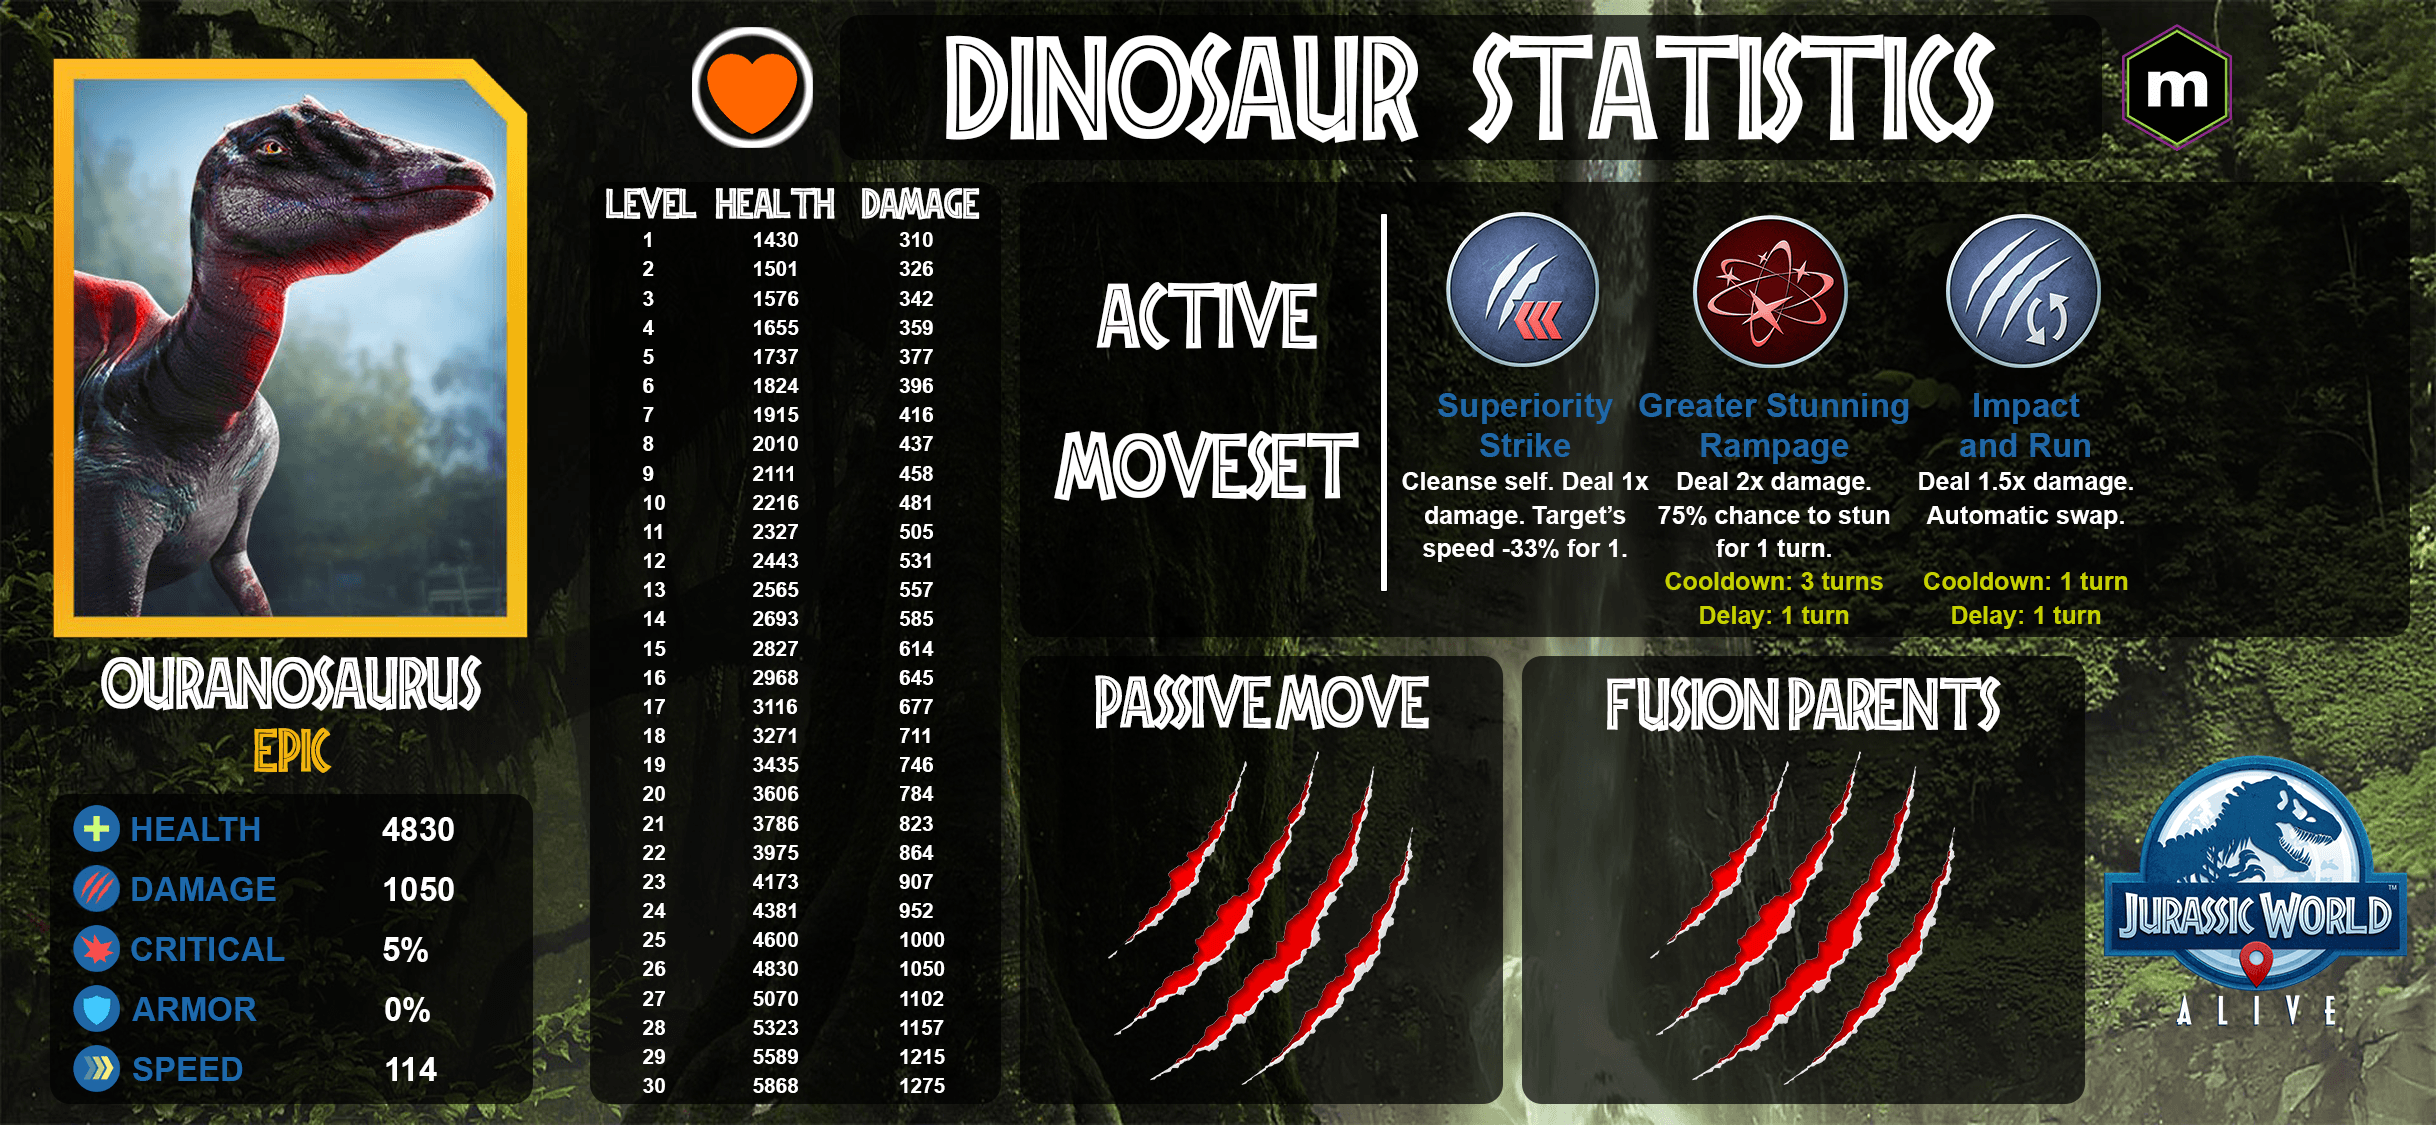 DINOSAUR STATISTICS
m
OURANOSAURUS
EPIC
HEALTH 4830
DAMAGE 1050
CRITICAL 5%
ARMOR 0%
SPEED 114
LEVEL HEALTH DAMAGE
1 1430 310
2 1501 326
3 1576 342
4 1655 359
5 1737 377
6 1824 396
7 1915 416
8 2010 437
9 2111 458
10 2216 481
11 2327 505
12 2443 531
13 2565 557
14 2693 585
15 2827 614
16 2968 645
17 3116 677
18 3271 711
19 3435 746
20 3606 784
21 3786 823
22 3975 864
23 4173 907
24 4381 952
25 4600 1000
26 4830 1050
27 5070 1102
28 5323 1157
29 5589 1215
30 5868 1275
ACTIVE
MOVESET
Superiority
Strike
Cleanse self. Deal 1x
damage. Target's
speed -33% for 1.
Greater Stunning
Rampage
Deal 2x damage.
75% chance to stun
for 1 turn.
Cooldown: 3 turns
Delay: 1 turn
Impact
and Run
Deal 1.5x damage.
Automatic swap.
Cooldown: 1 turn
Delay: 1 turn
PASSIVE MOVE
FUSION PARENTS
JURASSIC WORLD
TM
ALIVE